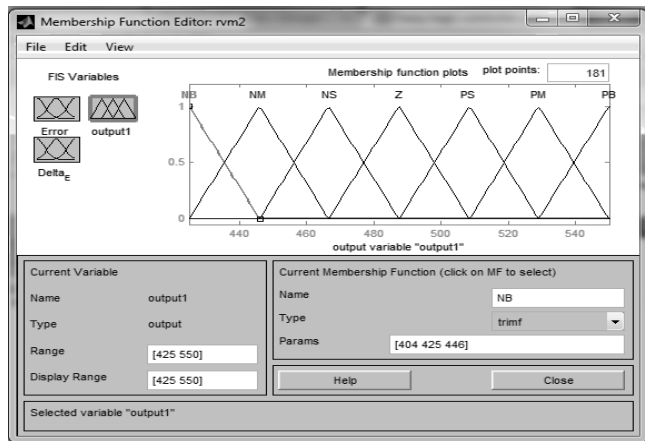 Membership Function Editor: rvm2
File Edit View
FIS Variables
Error
output1
Delta_E
Membership function plots
plot points:
181
NB NM NS Z PS PM PB
1
0.5
0
440 460 480 500 520 540
output variable "output1"
Current Variable
Name output1
Type output
Range [425 550]
Display Range [425 550]
Current Membership Function (click on MF to select)
Name NB
Type trimf
Params [404 425 446]
Help Close
Selected variable "output1"